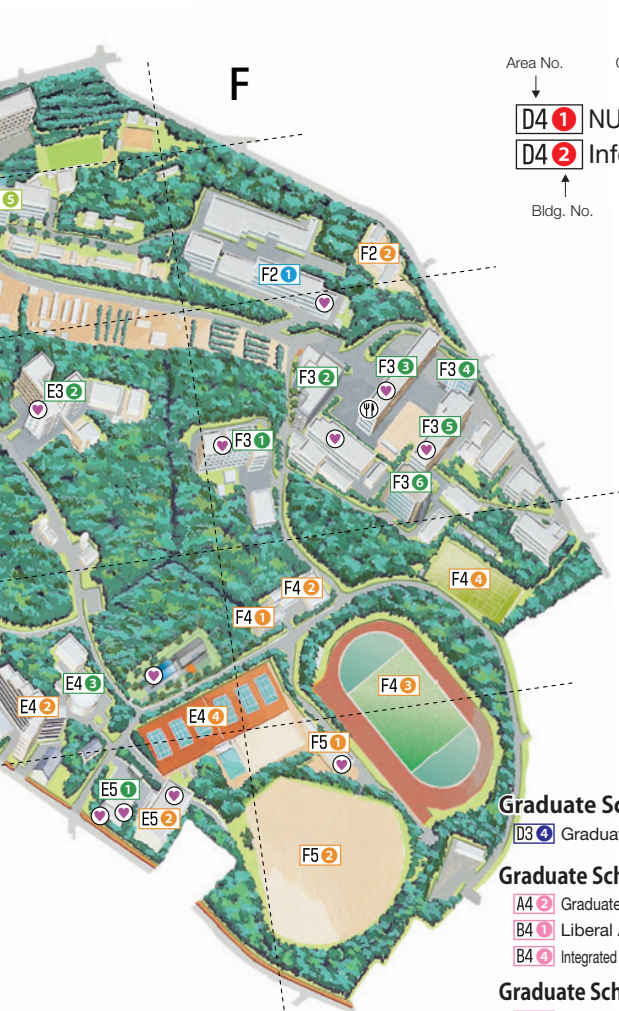 F
Area No.
D4 1 NU
D4 2 Info
Bldg. No.
5
F2 2
F2 1
F3 3
F3 4
F3 2
E3 2
F3 5
F3 1
F3 6
F4 4
F4 2
F4 1
E4 3
F4 3
E4 2
E4 4
F5 1
E5 1
E5 2
F5 2
Graduate Sc
D3 4 Graduat
Graduate Sch
A4 2 Graduate
B4 1 Liberal
B4 4 Integrated
Graduate Sch